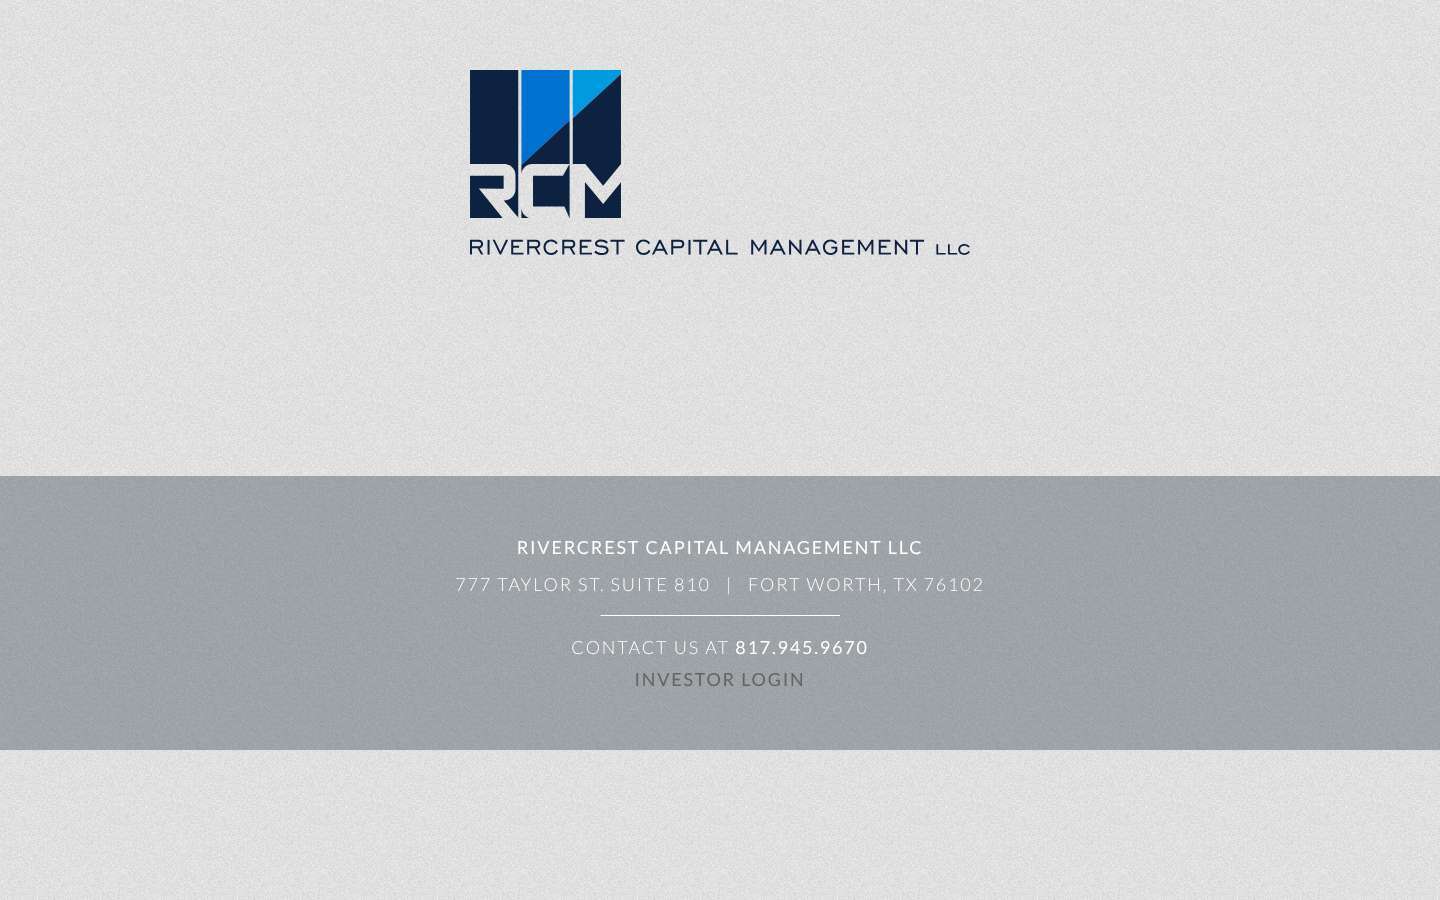 RCM
RIVERCREST CAPITAL MANAGEMENT LLC
RIVERCREST CAPITAL MANAGEMENT LLC
777 TAYLOR ST. SUITE 810 | FORT WORTH, TX 76102
CONTACT US AT 817.945.9670
INVESTOR LOGIN